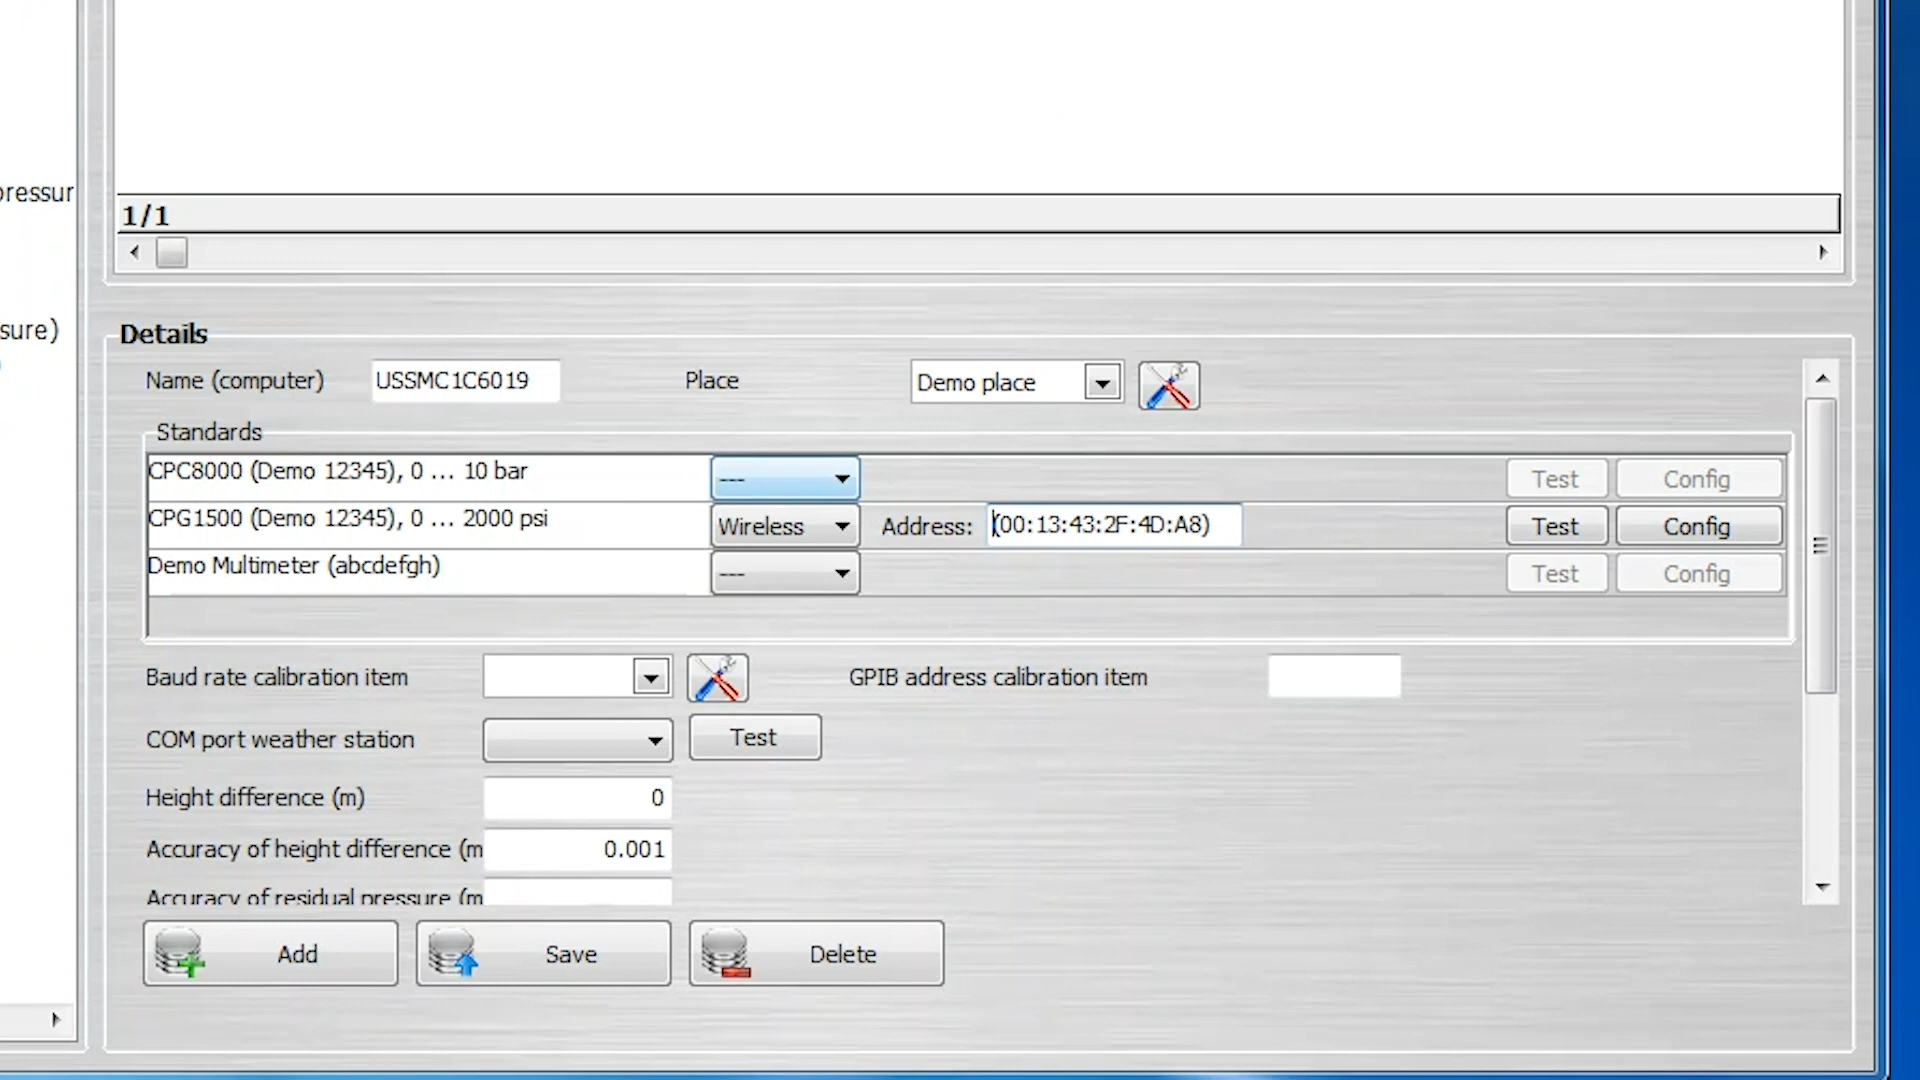 pressur
sure)
1/1
Details
Name (computer) USSMC1C6019 Place Demo place
Standards
CPC8000 (Demo 12345), 0 ... 10 bar --- Test Config
CPG1500 (Demo 12345), 0 ... 2000 psi Wireless Address: (00:13:43:2F:4D:A8) Test Config
Demo Multimeter (abcdefgh) --- Test Config
Baud rate calibration item GPIB address calibration item
COM port weather station Test
Height difference (m) 0
Accuracy of height difference (m 0.001
Accuracy of residual pressure (m
Add Save Delete